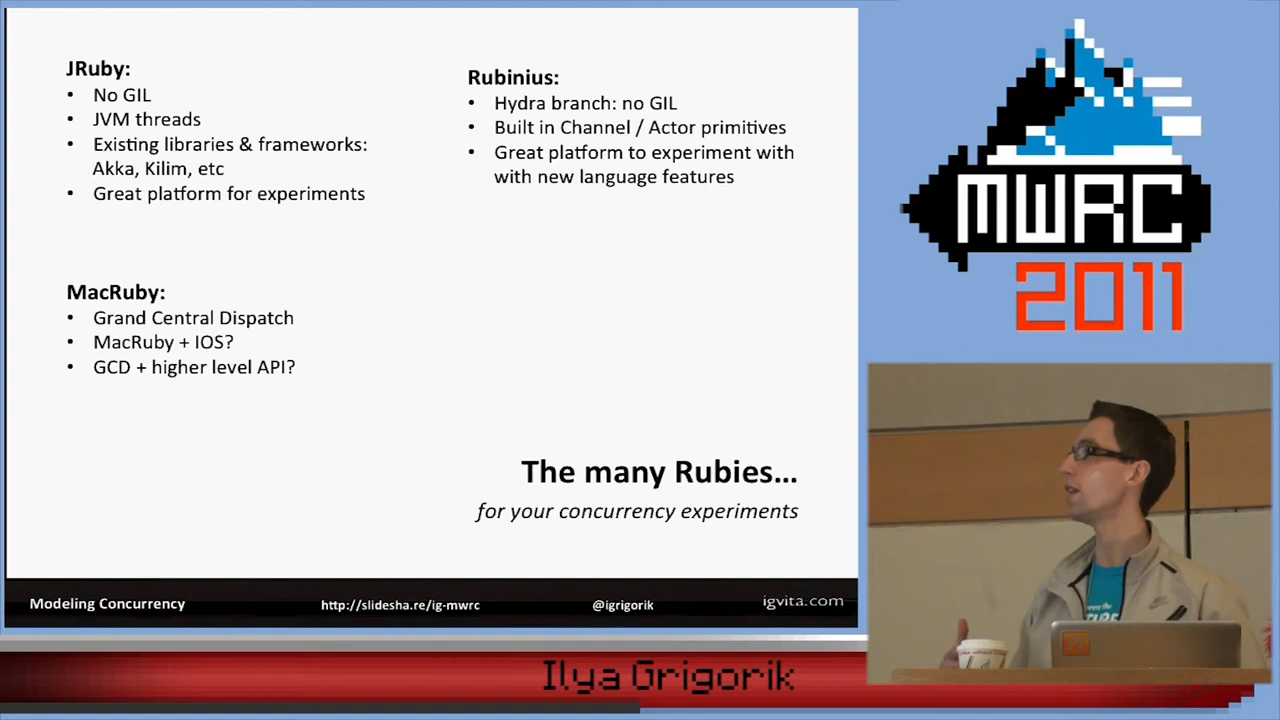 JRuby:
• No GIL
• JVM threads
• Existing libraries & frameworks:
Akka, Kilim, etc
• Great platform for experiments
Rubinius:
• Hydra branch: no GIL
• Built in Channel / Actor primitives
• Great platform to experiment with
with new language features
MacRuby:
• Grand Central Dispatch
• MacRuby + IOS?
• GCD + higher level API?
The many Rubies...
for your concurrency experiments
Modeling Concurrency
http://slidesha.re/ig-mwrc
@igrigorik
igvita.com
MWRC
2011
Ilya Grigorik